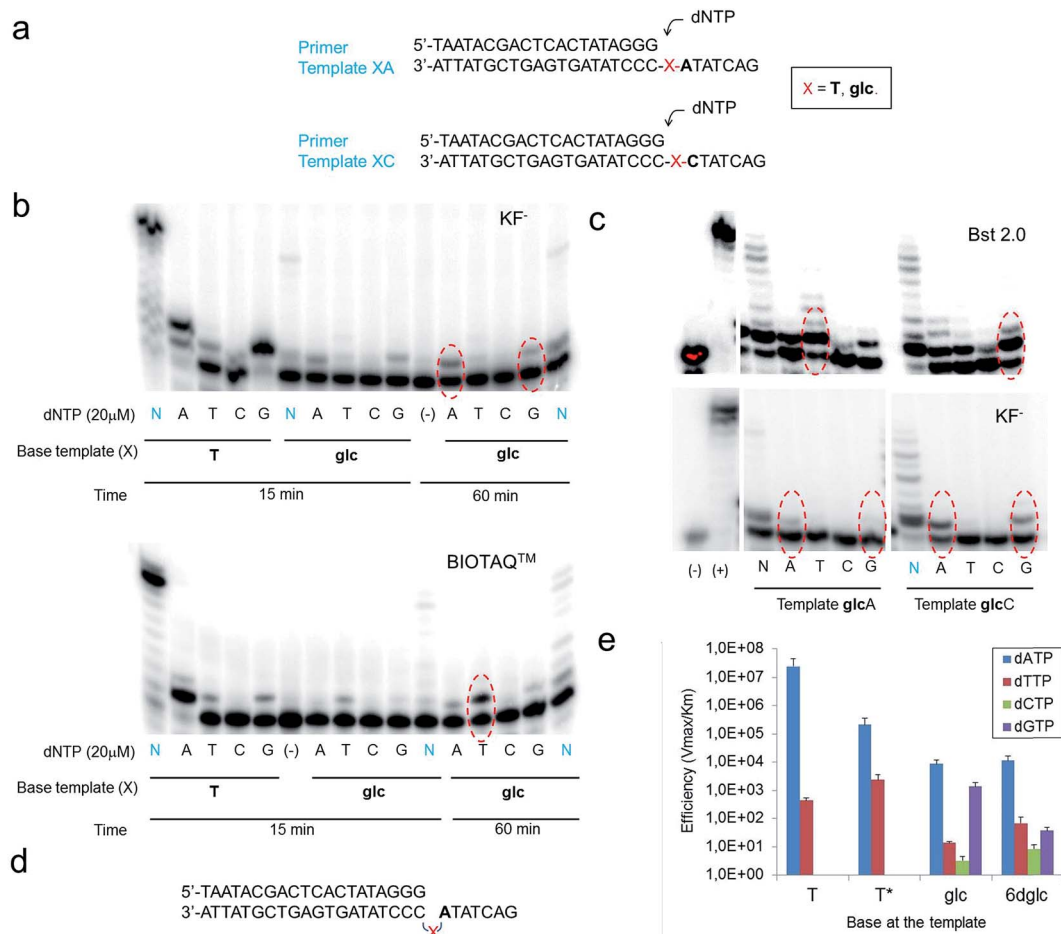 a
dNTP
Primer 5’-TAATACGACTCACTATAGGG
Template XA 3’-ATTATGCTGAGTGATATCCC-X-ATATCAG
X = T, glc.
dNTP
Primer 5’-TAATACGACTCACTATAGGG
Template XC 3’-ATTATGCTGAGTGATATCCC-X-CTATCAG
b
KF-
dNTP (20μM) N A T C G N A T C G (-) A T C G N
Base template (X) T glc glc
Time 15 min 60 min
BIOTAQ™
dNTP (20μM) N A T C G (-) A T C G N A T C G N
Base template (X) T glc glc
Time 15 min 60 min
c
Bst 2.0
KF-
(-) (+) N A T C G N A T C G
Template glcA Template glcC
d
5’-TAATACGACTCACTATAGGG
3’-ATTATGCTGAGTGATATCCC ATATCAG
X
e
1,0E+08
1,0E+07
1,0E+06
1,0E+05
1,0E+04
1,0E+03
1,0E+02
1,0E+01
1,0E+00
Efficiency (Vmax/Km)
dATP
dTTP
dCTP
dGTP
T T* glc 6dglc
Base at the template